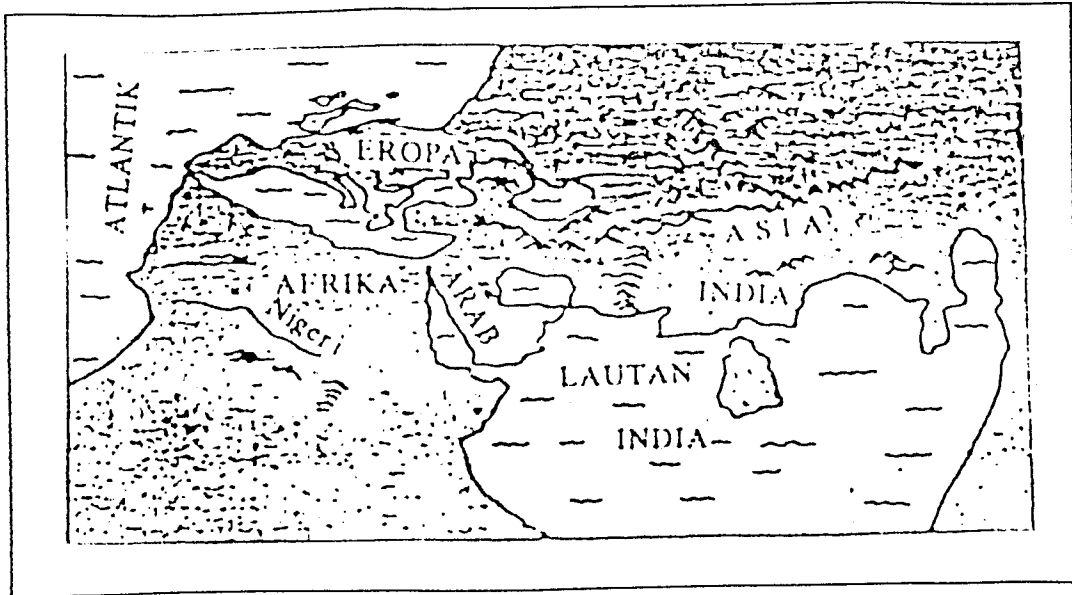 ATLANTIK
EROPA
ASIA
AFRIKA
ARAB
INDIA
Nigeri
LAUTAN
INDIA